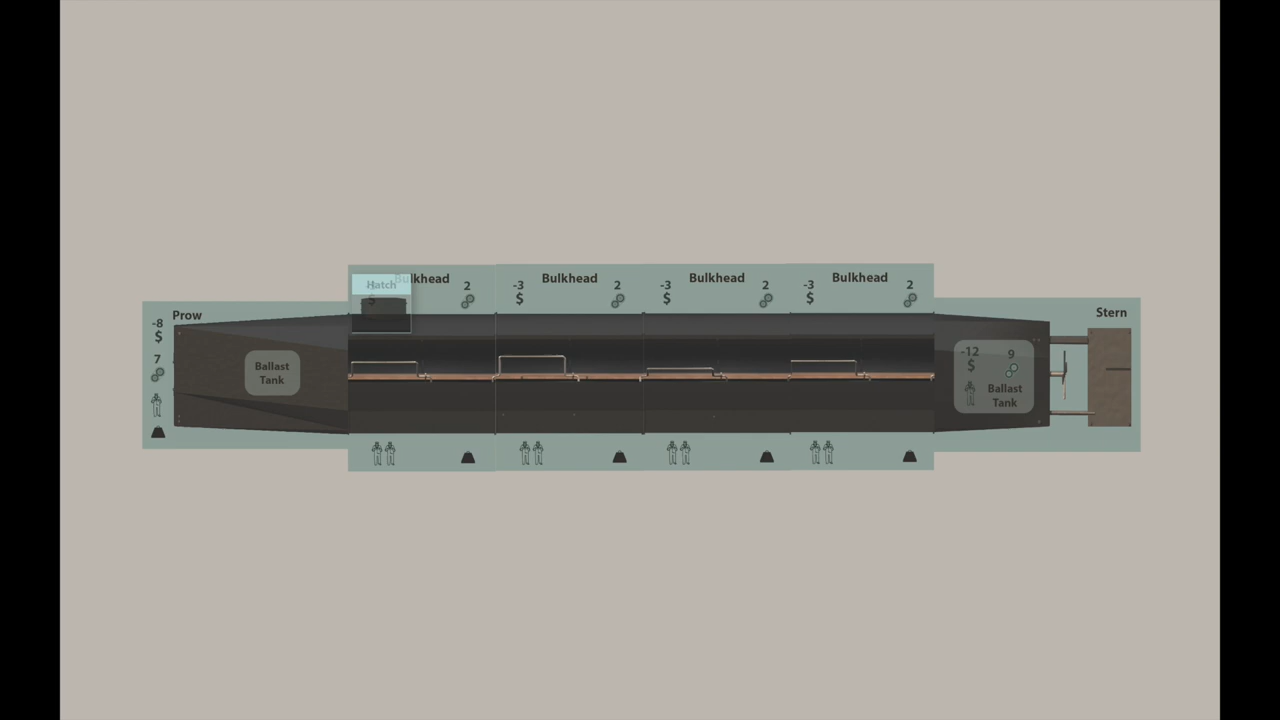 Prow
-8
$
7
Ballast
Tank
Hatch
Bulkhead
$
2
Bulkhead
-3
$
2
Bulkhead
-3
$
2
Bulkhead
-3
$
2
Stern
-12
$
9
Ballast
Tank